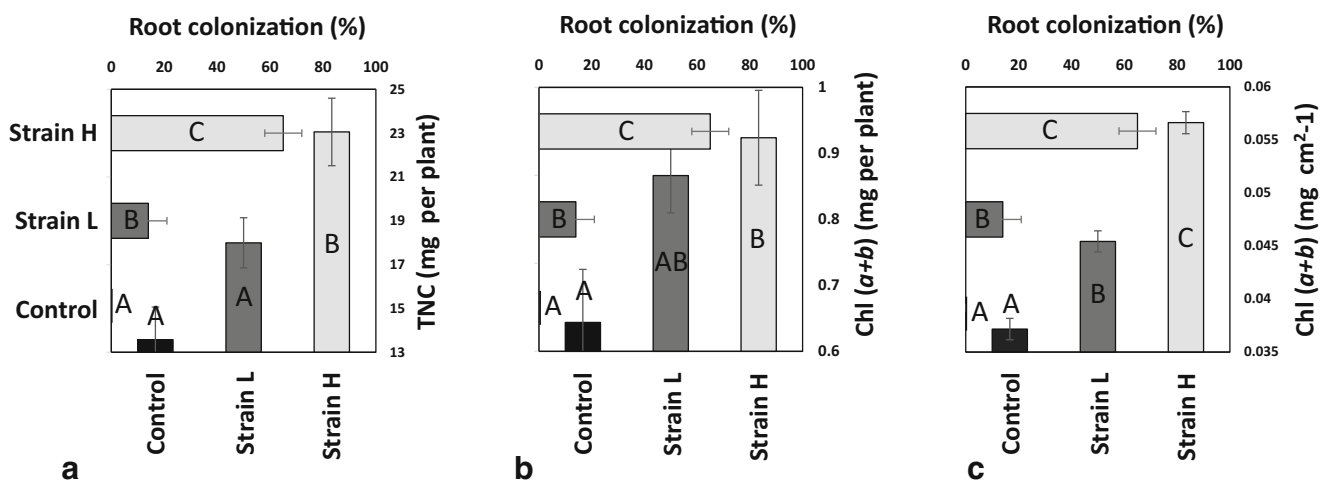 Root colonization (%)
0 20 40 60 80 100
Strain H
Strain L
Control
C
B
A
A
A
B
25
23
21
19
17
15
13
TNC (mg per plant)
Control
Strain L
Strain H
a
Root colonization (%)
0 20 40 60 80 100
C
B
A
A
AB
B
1
0.9
0.8
0.7
0.6
Chl (a+b) (mg per plant)
Control
Strain L
Strain H
b
Root colonization (%)
0 20 40 60 80 100
C
B
A
A
B
C
0.06
0.055
0.05
0.045
0.04
0.035
Chl (a+b) (mg cm²-1)
Control
Strain L
Strain H
c